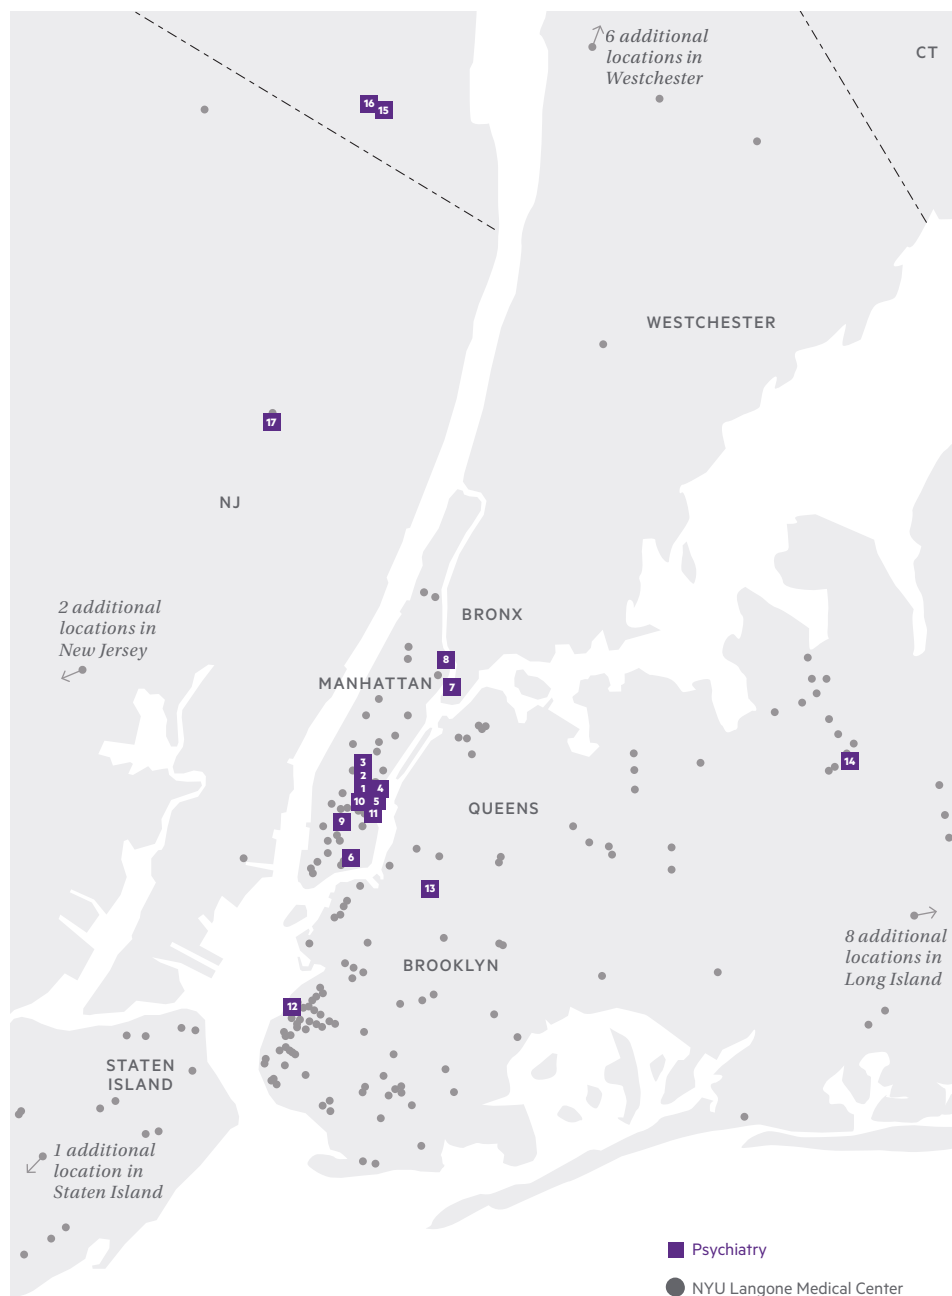 6 additional
locations in
Westchester
CT
16
15
WESTCHESTER
17
NJ
2 additional
locations in
New Jersey
BRONX
8
MANHATTAN
7
3
2
1
4
10
5
11
9
6
14
QUEENS
13
8 additional
locations in
Long Island
BROOKLYN
12
STATEN
ISLAND
1 additional
location in
Staten Island
Psychiatry
NYU Langone Medical Center